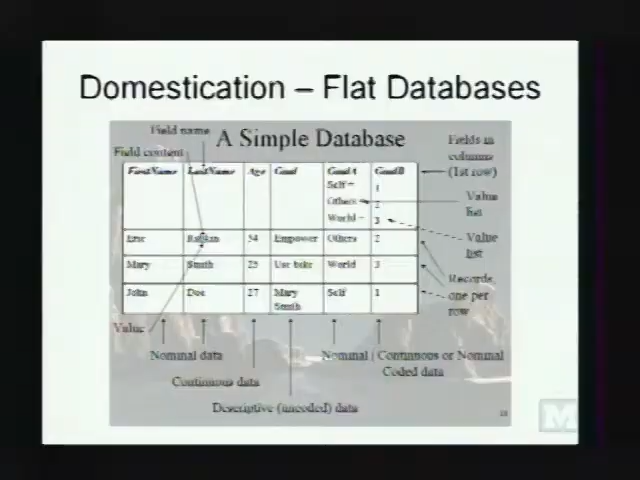 Domestication – Flat Databases
A Simple Database
Field name
Field content
Fields in
columns
(1st row)
FirstName LastName Age Goal GoalA GoalB
Self = 1
Others = 2
World = 3
Value
list
Value
list
Eric 54 Empower Others 2
Mary Smith 25 World 3
John Doe 27 Mary Smith Self 1
Records
one per
row
Value
Nominal data
Nominal
Continuous or Nominal
Coded data
Continuous data
Descriptive (uncoded) data
M